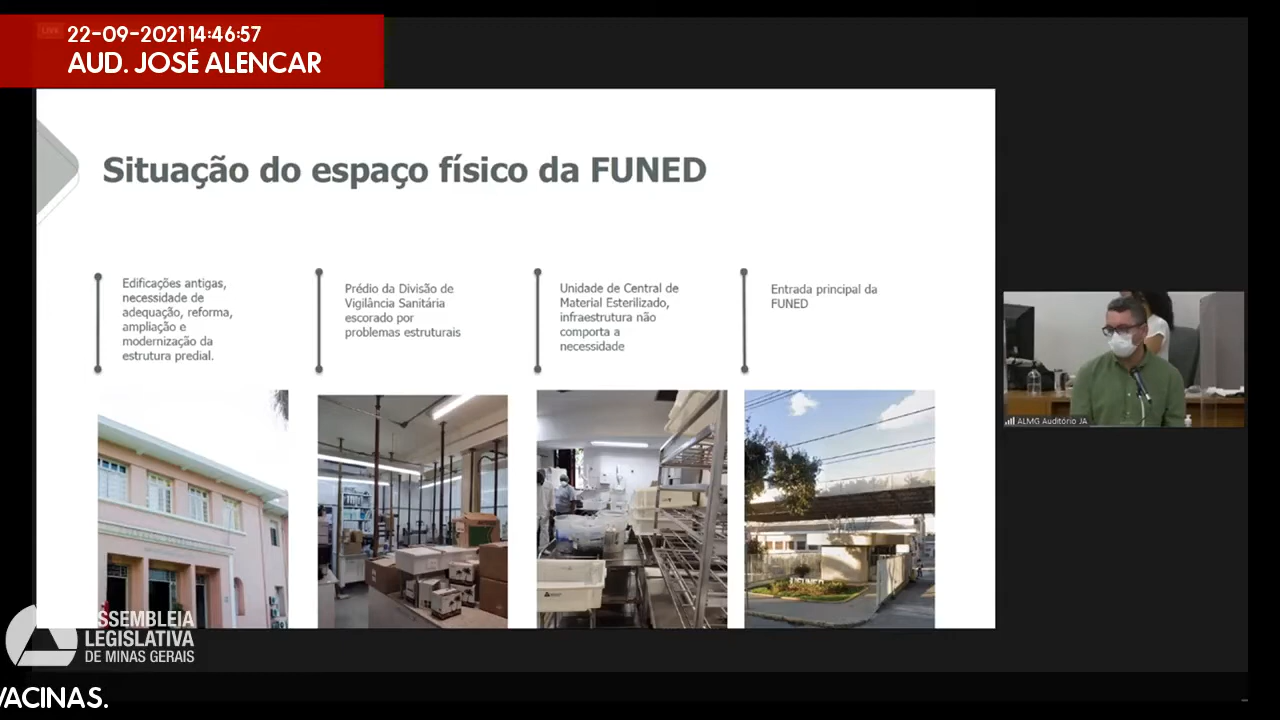 LIVE
22-09-2021 14:46:57
AUD. JOSÉ ALENCAR
Situação do espaço físico da FUNED
Edificações antigas,
necessidade de
adequação, reforma,
ampliação e
modernização da
estrutura predial.
Prédio da Divisão de
Vigilância Sanitária
escorado por
problemas estruturais
Unidade de Central de
Material Esterilizado,
infraestrutura não
comporta a
necessidade
Entrada principal da
FUNED
ALMG Auditório JA
FUNED
ASSEMBLEIA
LEGISLATIVA
DE MINAS GERAIS
VACINAS.